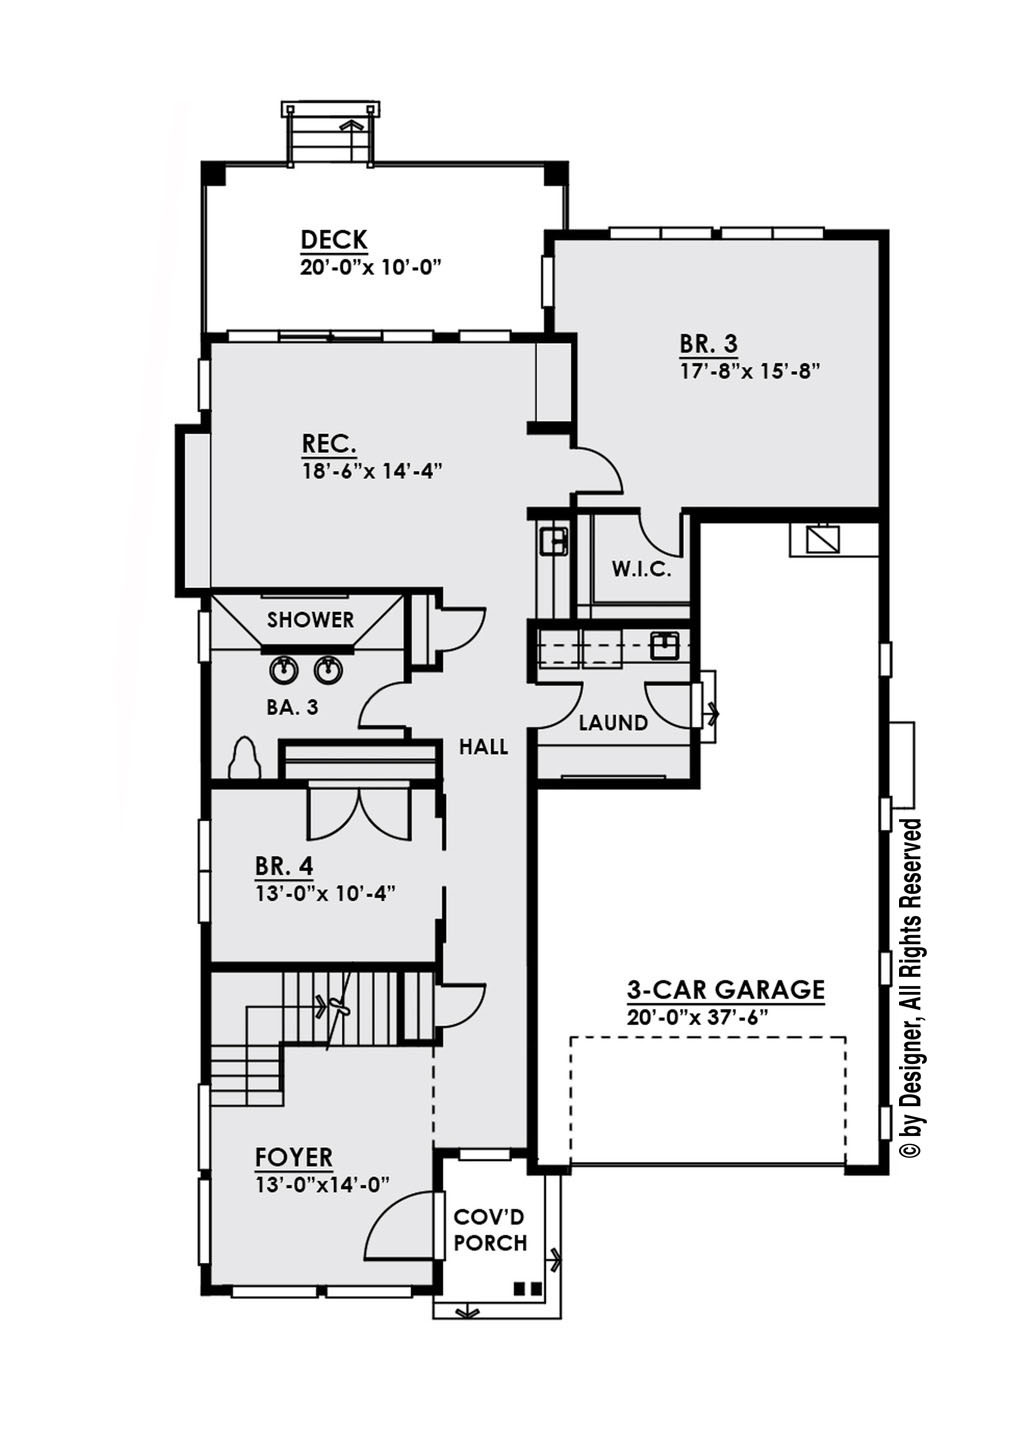 DECK
20'-0"x 10'-0"
BR. 3
17'-8"x 15'-8"
REC.
18'-6"x 14'-4"
W.I.C.
SHOWER
BA. 3
LAUND
HALL
BR. 4
13'-0"x 10'-4"
3-CAR GARAGE
20'-0"x 37'-6"
FOYER
13'-0"x14'-0"
COV'D
PORCH
© by Designer, All Rights Reserved